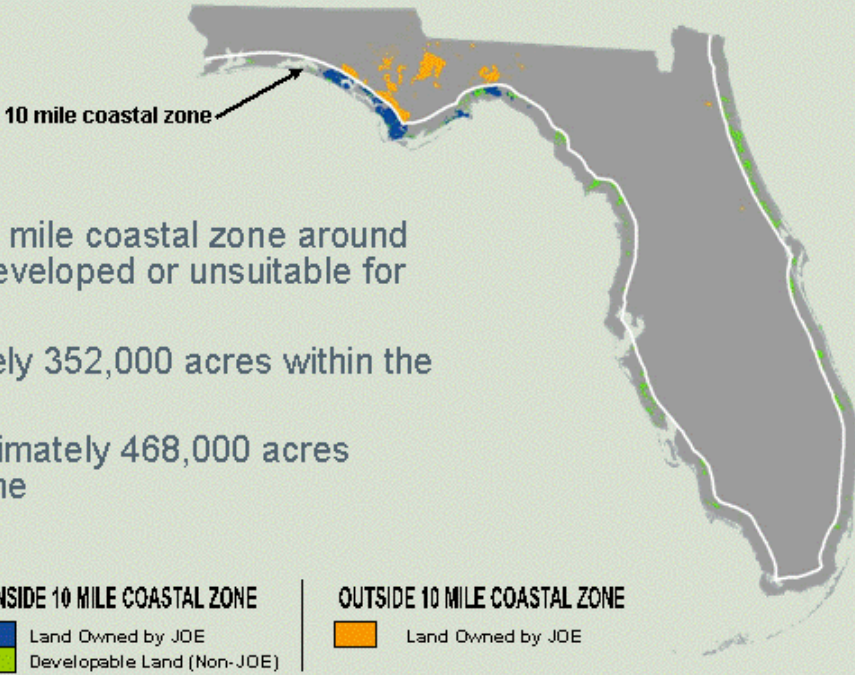 10 mile coastal zone
mile coastal zone around
eveloped or unsuitable for
ely 352,000 acres within the
imately 468,000 acres
ne
NSIDE 10 MILE COASTAL ZONE
OUTSIDE 10 MILE COASTAL ZONE
Land Owned by JOE
Land Owned by JOE
Developable Land (Non-JOE)